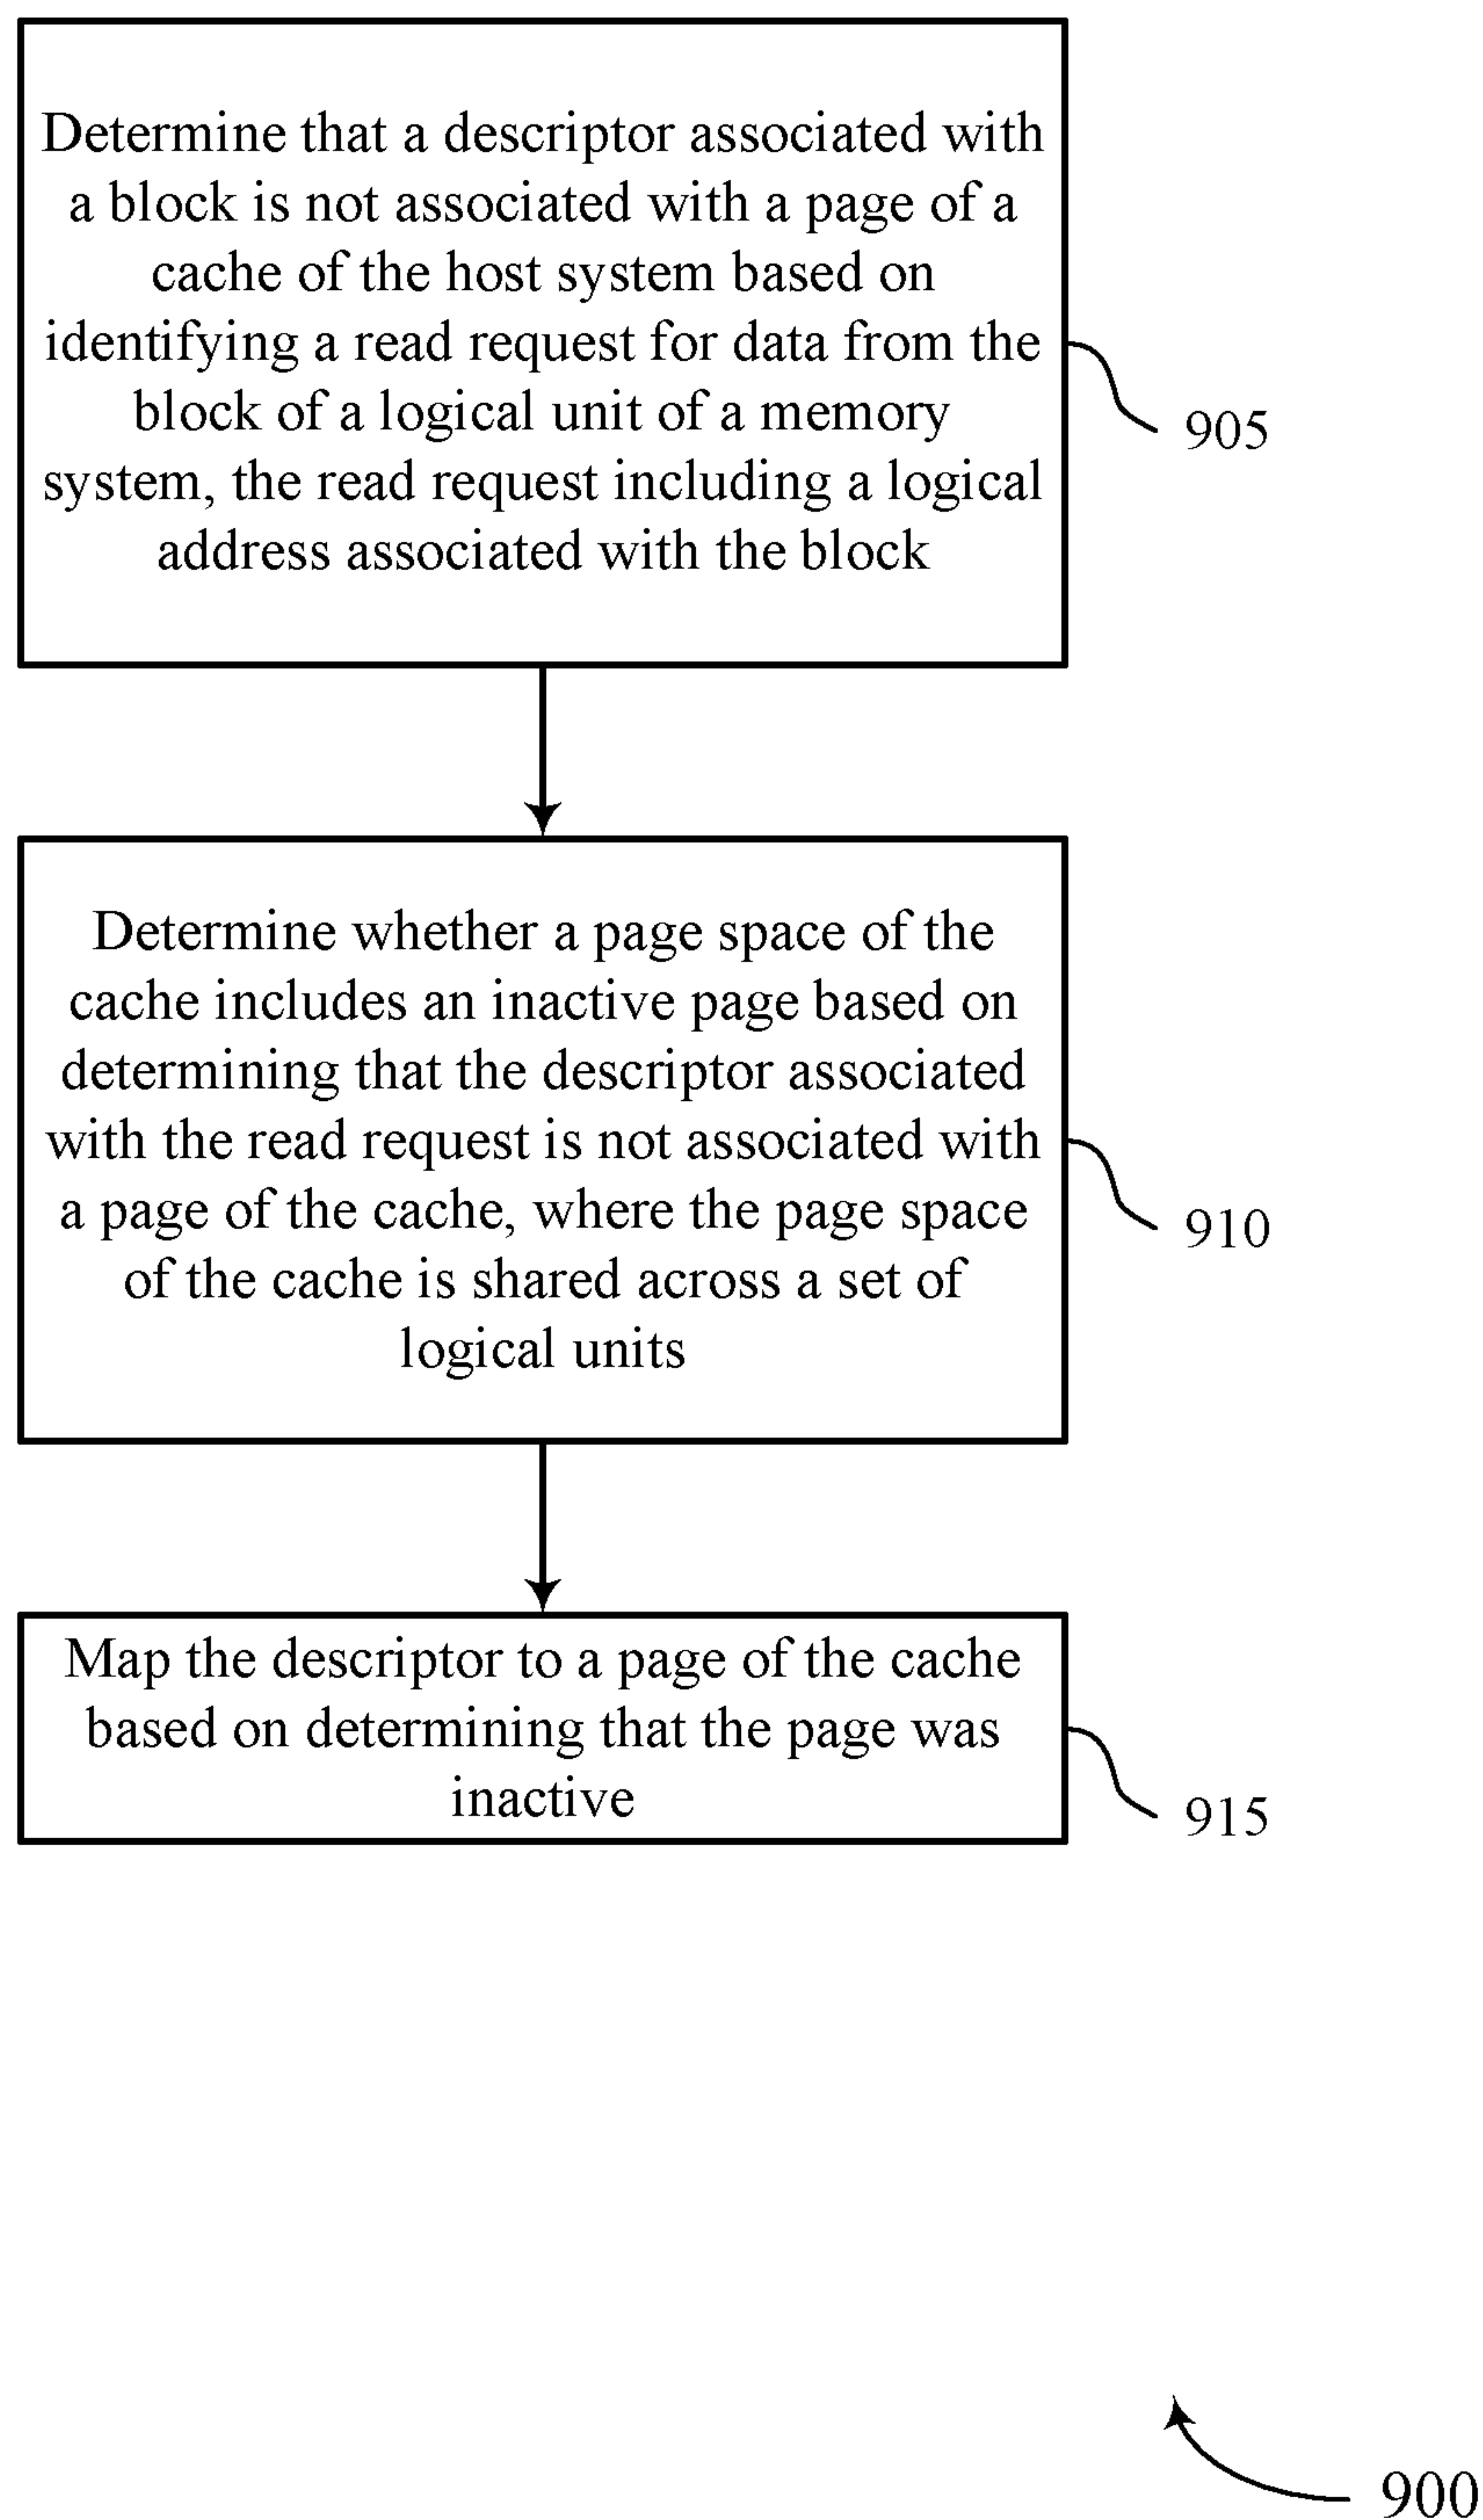 Determine that a descriptor associated with
a block is not associated with a page of a
cache of the host system based on
identifying a read request for data from the
block of a logical unit of a memory
system, the read request including a logical
address associated with the block
905
Determine whether a page space of the
cache includes an inactive page based on
determining that the descriptor associated
with the read request is not associated with
a page of the cache, where the page space
of the cache is shared across a set of
logical units
910
Map the descriptor to a page of the cache
based on determining that the page was
inactive
915
900